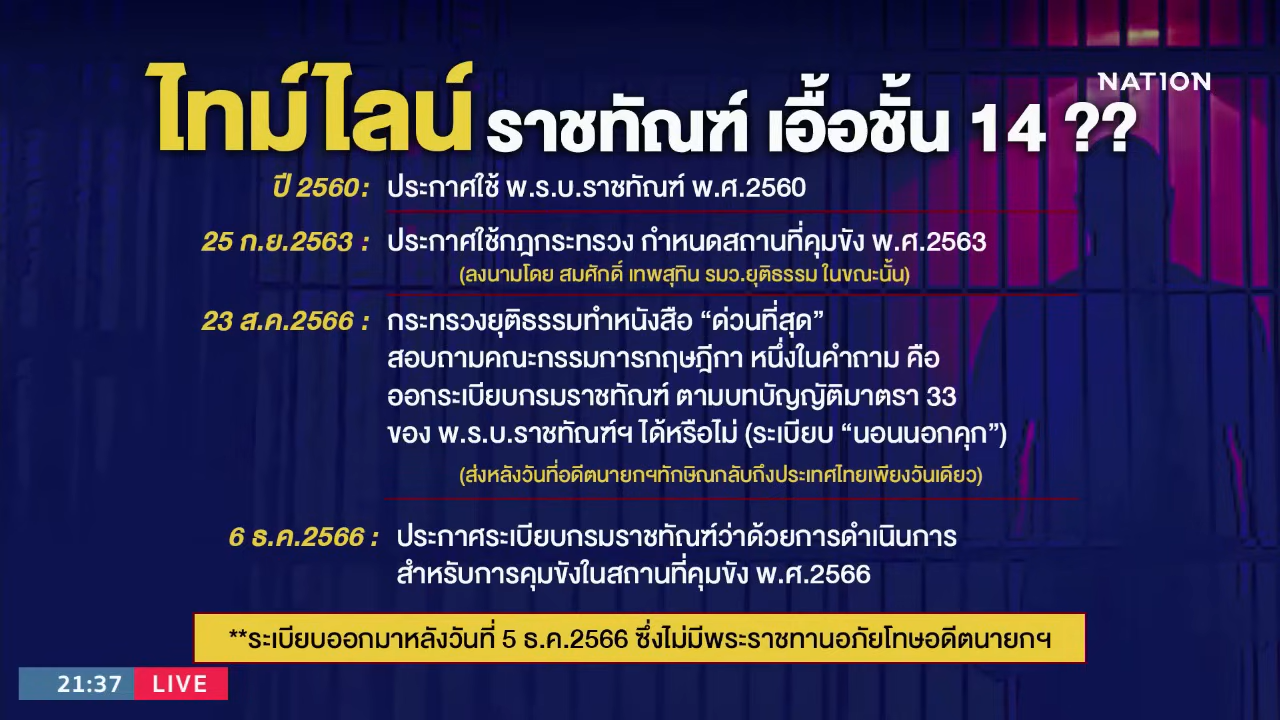 NATION
ไทม์ไลน์ ราชทัณฑ์ เอื้อชั้น 14 ??
ปี 2560: ประกาศใช้ พ.ร.บ.ราชทัณฑ์ พ.ศ.2560
25 ก.ย.2563 : ประกาศใช้กฎกระทรวง กำหนดสถานที่คุมขัง พ.ศ.2563
(ลงนามโดย สมศักดิ์ เทพสุทิน รมว.ยุติธรรม ในขณะนั้น)
23 ส.ค.2566 : กระทรวงยุติธรรมทำหนังสือ “ด่วนที่สุด”
สอบถามคณะกรรมการกฤษฎีกา หนึ่งในคำถาม คือ
ออกระเบียบกรมราชทัณฑ์ ตามบทบัญญัติมาตรา 33
ของ พ.ร.บ.ราชทัณฑ์ฯ ได้หรือไม่ (ระเบียบ “นอนนอกคุก”)
(ส่งหลังวันที่อดีตนายกฯทักษิณกลับถึงประเทศไทยเพียงวันเดียว)
6 ธ.ค.2566 : ประกาศระเบียบกรมราชทัณฑ์ว่าด้วยการดำเนินการ
สำหรับการคุมขังในสถานที่คุมขัง พ.ศ.2566
**ระเบียบออกมาหลังวันที่ 5 ธ.ค.2566 ซึ่งไม่มีพระราชทานอภัยโทษอดีตนายกฯ
21:37 LIVE